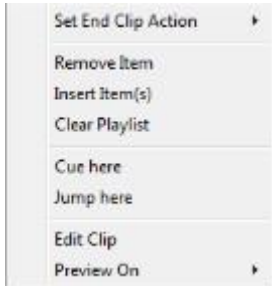 Set End Clip Action
Remove Item
Insert Item(s)
Clear Playlist
Cue here
Jump here
Edit Clip
Preview On